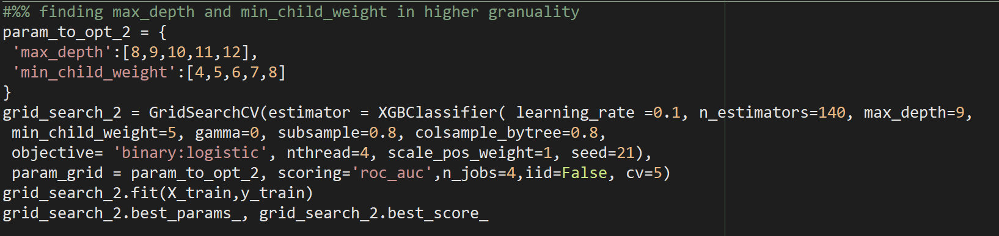 #%% finding max_depth and min_child_weight in higher granuality
param_to_opt_2 = {
 'max_depth':[8,9,10,11,12],
 'min_child_weight':[4,5,6,7,8]
}
grid_search_2 = GridSearchCV(estimator = XGBClassifier( learning_rate =0.1, n_estimators=140, max_depth=9,
 min_child_weight=5, gamma=0, subsample=0.8, colsample_bytree=0.8,
 objective= 'binary:logistic', nthread=4, scale_pos_weight=1, seed=21),
 param_grid = param_to_opt_2, scoring='roc_auc',n_jobs=4,iid=False, cv=5)
grid_search_2.fit(X_train,y_train)
grid_search_2.best_params_, grid_search_2.best_score_